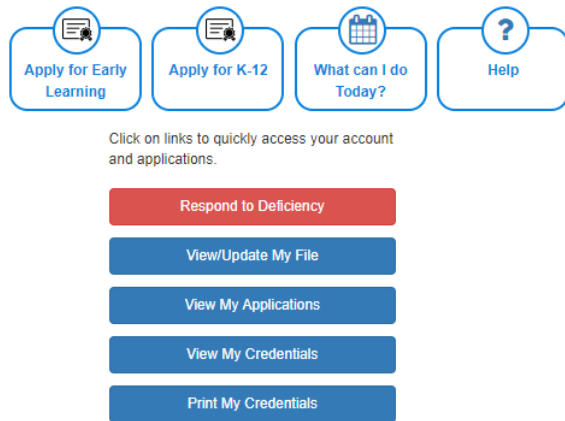 Apply for Early
Learning
Apply for K-12
What can I do
Today?
?
Help
Click on links to quickly access your account
and applications.
Respond to Deficiency
View/Update My File
View My Applications
View My Credentials
Print My Credentials